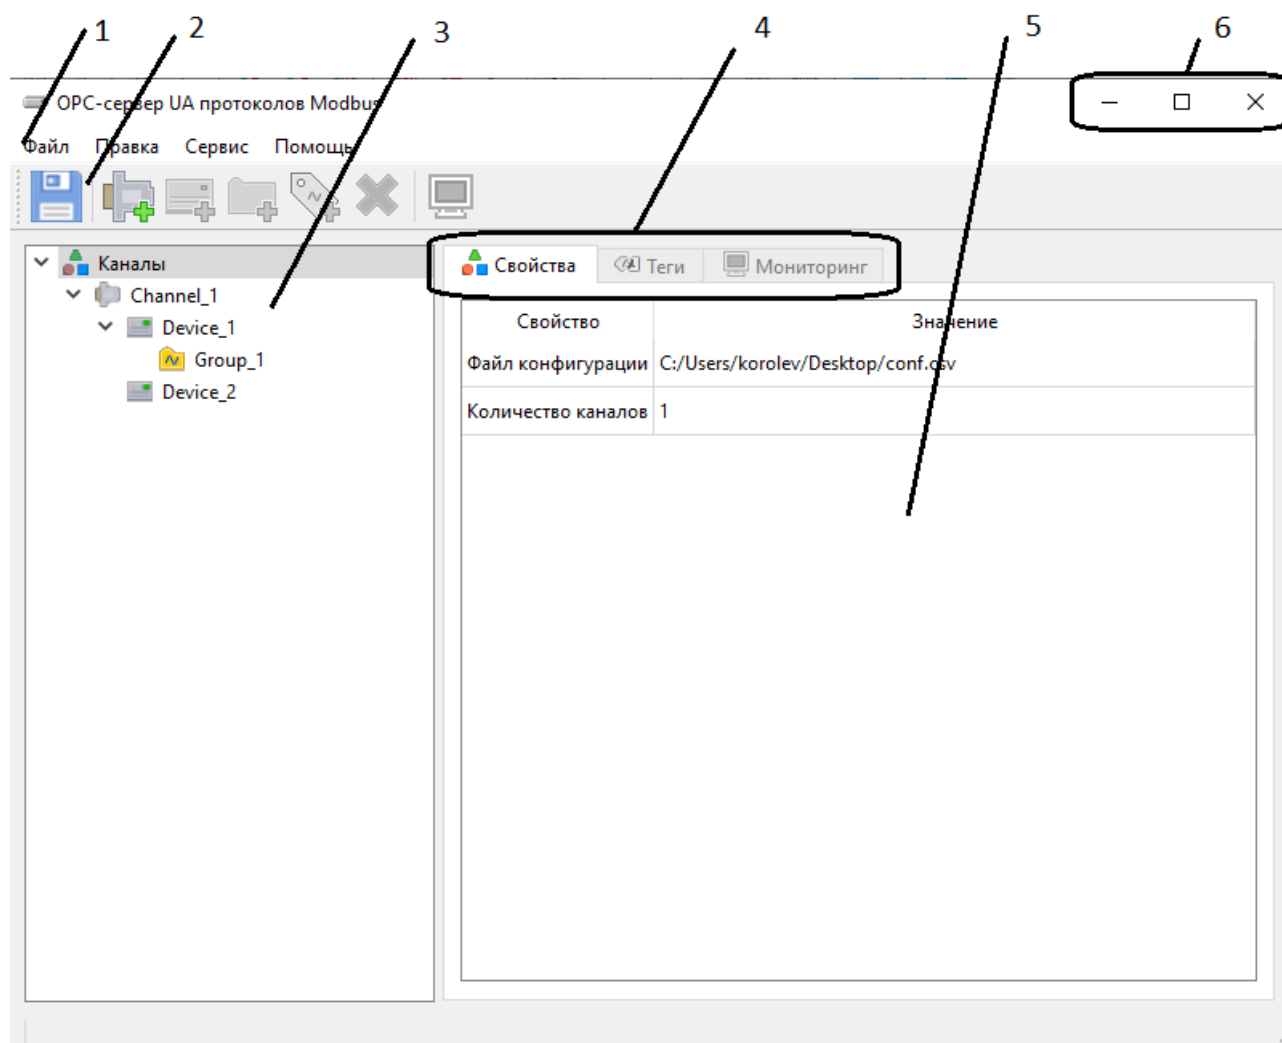 1 2 3 4 5 6
OPC-сервер UA протоколов Modbus
Файл Правка Сервис Помощь
Каналы
Channel_1
Device_1
Group_1
Device_2
Свойства Теги Мониторинг
Свойство Значение
Файл конфигурации C:/Users/korolev/Desktop/conf.csv
Количество каналов 1